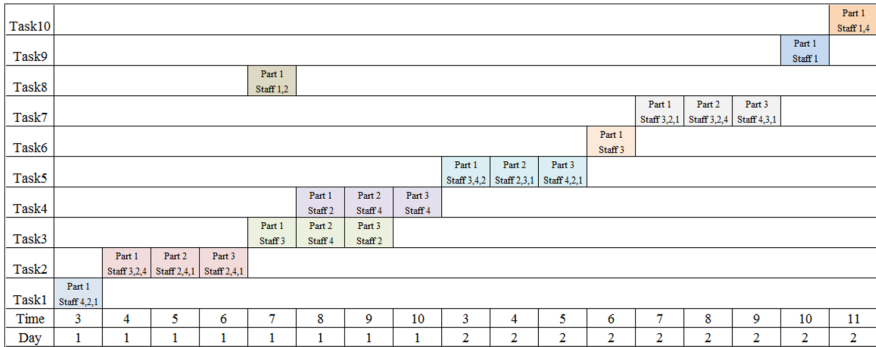 Task10
Part 1
Staff 1,4
Task9
Part 1
Staff 1
Task8
Part 1
Staff 1,2
Task7
Part 1 Part 2 Part 3
Staff 3,2,1 Staff 3,2,4 Staff 4,3,1
Task6
Part 1
Staff 3
Task5
Part 1 Part 2 Part 3
Staff 3,4,2 Staff 2,3,1 Staff 4,2,1
Task4
Part 1 Part 2 Part 3
Staff 2 Staff 4 Staff 4
Task3
Part 1 Part 2 Part 3
Staff 3 Staff 4 Staff 2
Task2
Part 1 Part 2 Part 3
Staff 3,2,4 Staff 2,4,1 Staff 2,4,1
Task1
Part 1
Staff 4,2,1
Time 3 4 5 6 7 8 9 10 3 4 5 6 7 8 9 10 11
Day 1 1 1 1 1 1 1 1 2 2 2 2 2 2 2 2 2